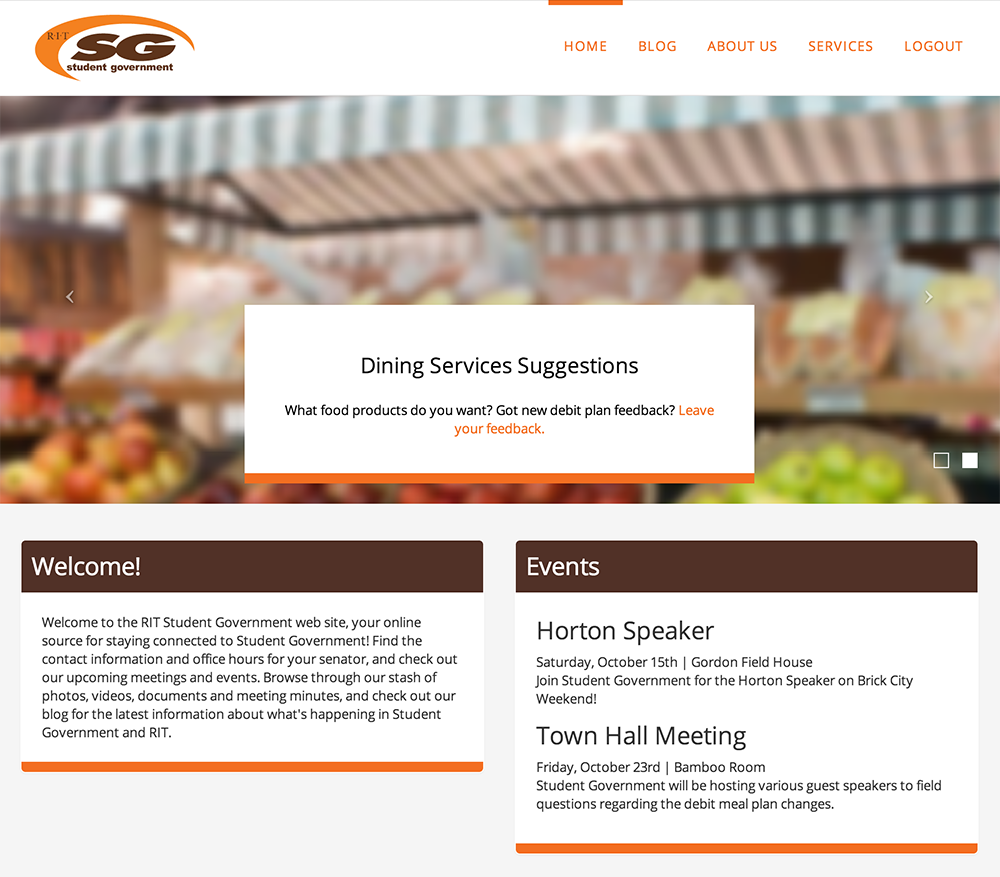 RIT
SG
student government
HOME
BLOG
ABOUT US
SERVICES
LOGOUT
Dining Services Suggestions
What food products do you want? Got new debit plan feedback? Leave
your feedback.
Welcome!
Welcome to the RIT Student Government web site, your online
source for staying connected to Student Government! Find the
contact information and office hours for your senator, and check out
our upcoming meetings and events. Browse through our stash of
photos, videos, documents and meeting minutes, and check out our
blog for the latest information about what's happening in Student
Government and RIT.
Events
Horton Speaker
Saturday, October 15th | Gordon Field House
Join Student Government for the Horton Speaker on Brick City
Weekend!
Town Hall Meeting
Friday, October 23rd | Bamboo Room
Student Government will be hosting various guest speakers to field
questions regarding the debit meal plan changes.